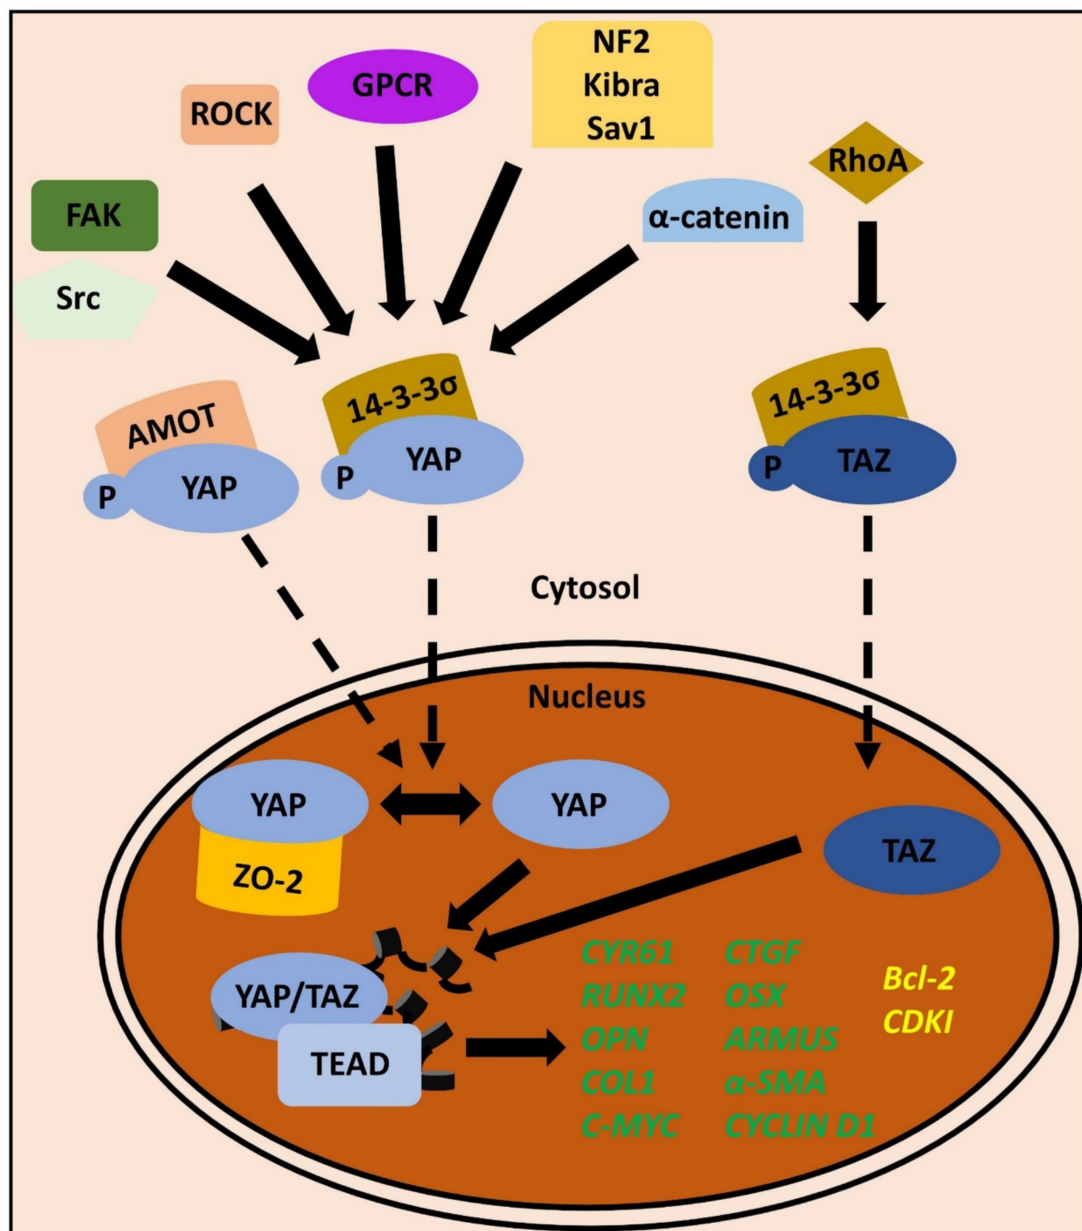 NF2
Kibra
Sav1
GPCR
ROCK
RhoA
FAK
α-catenin
Src
AMOT
P
YAP
14-3-3σ
P
YAP
14-3-3σ
P
TAZ
Cytosol
Nucleus
YAP
ZO-2
YAP
TAZ
YAP/TAZ
TEAD
CYR61 CTGF
RUNX2 OSX
OPN ARMUS
COL1 α-SMA
C-MYC CYCLIN D1
Bcl-2
CDKI